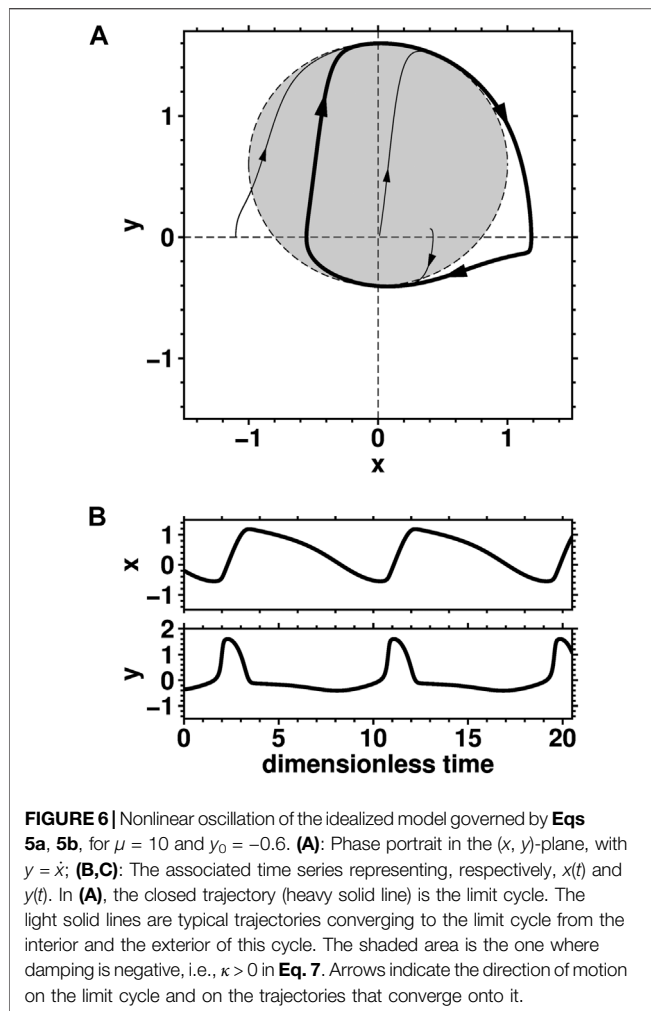 A
1
0
−1
y
−1
0
1
x
B
1
0
−1
x
2
1
0
−1
y
0
5
10
15
20
dimensionless time
FIGURE 6 | Nonlinear oscillation of the idealized model governed by Eqs
5a, 5b, for μ = 10 and y₀ = −0.6. (A): Phase portrait in the (x, y)-plane, with
y = ẋ; (B,C): The associated time series representing, respectively, x(t) and
y(t). In (A), the closed trajectory (heavy solid line) is the limit cycle. The
light solid lines are typical trajectories converging to the limit cycle from the
interior and the exterior of this cycle. The shaded area is the one where
damping is negative, i.e., κ > 0 in Eq. 7. Arrows indicate the direction of motion
on the limit cycle and on the trajectories that converge onto it.